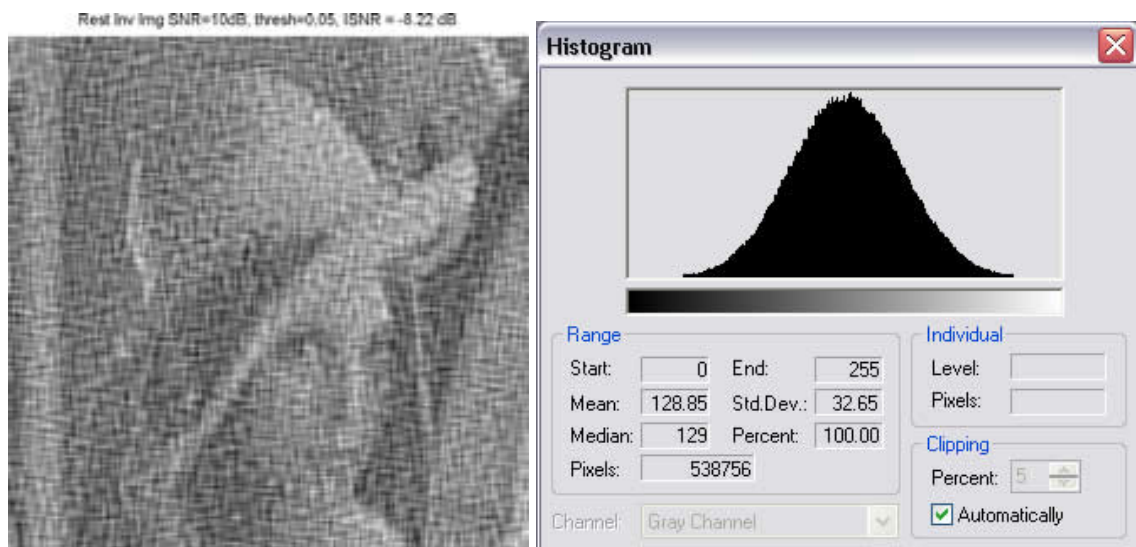 Rest Inv Img SNR=10dB, thresh=0.05, ISNR = -8.22 dB
Histogram
Range
Start: 0 End: 255
Mean: 128.85 Std.Dev.: 32.65
Median: 129 Percent: 100.00
Pixels: 538756
Channel: Gray Channel
Individual
Level:
Pixels:
Clipping
Percent: 5
Automatically